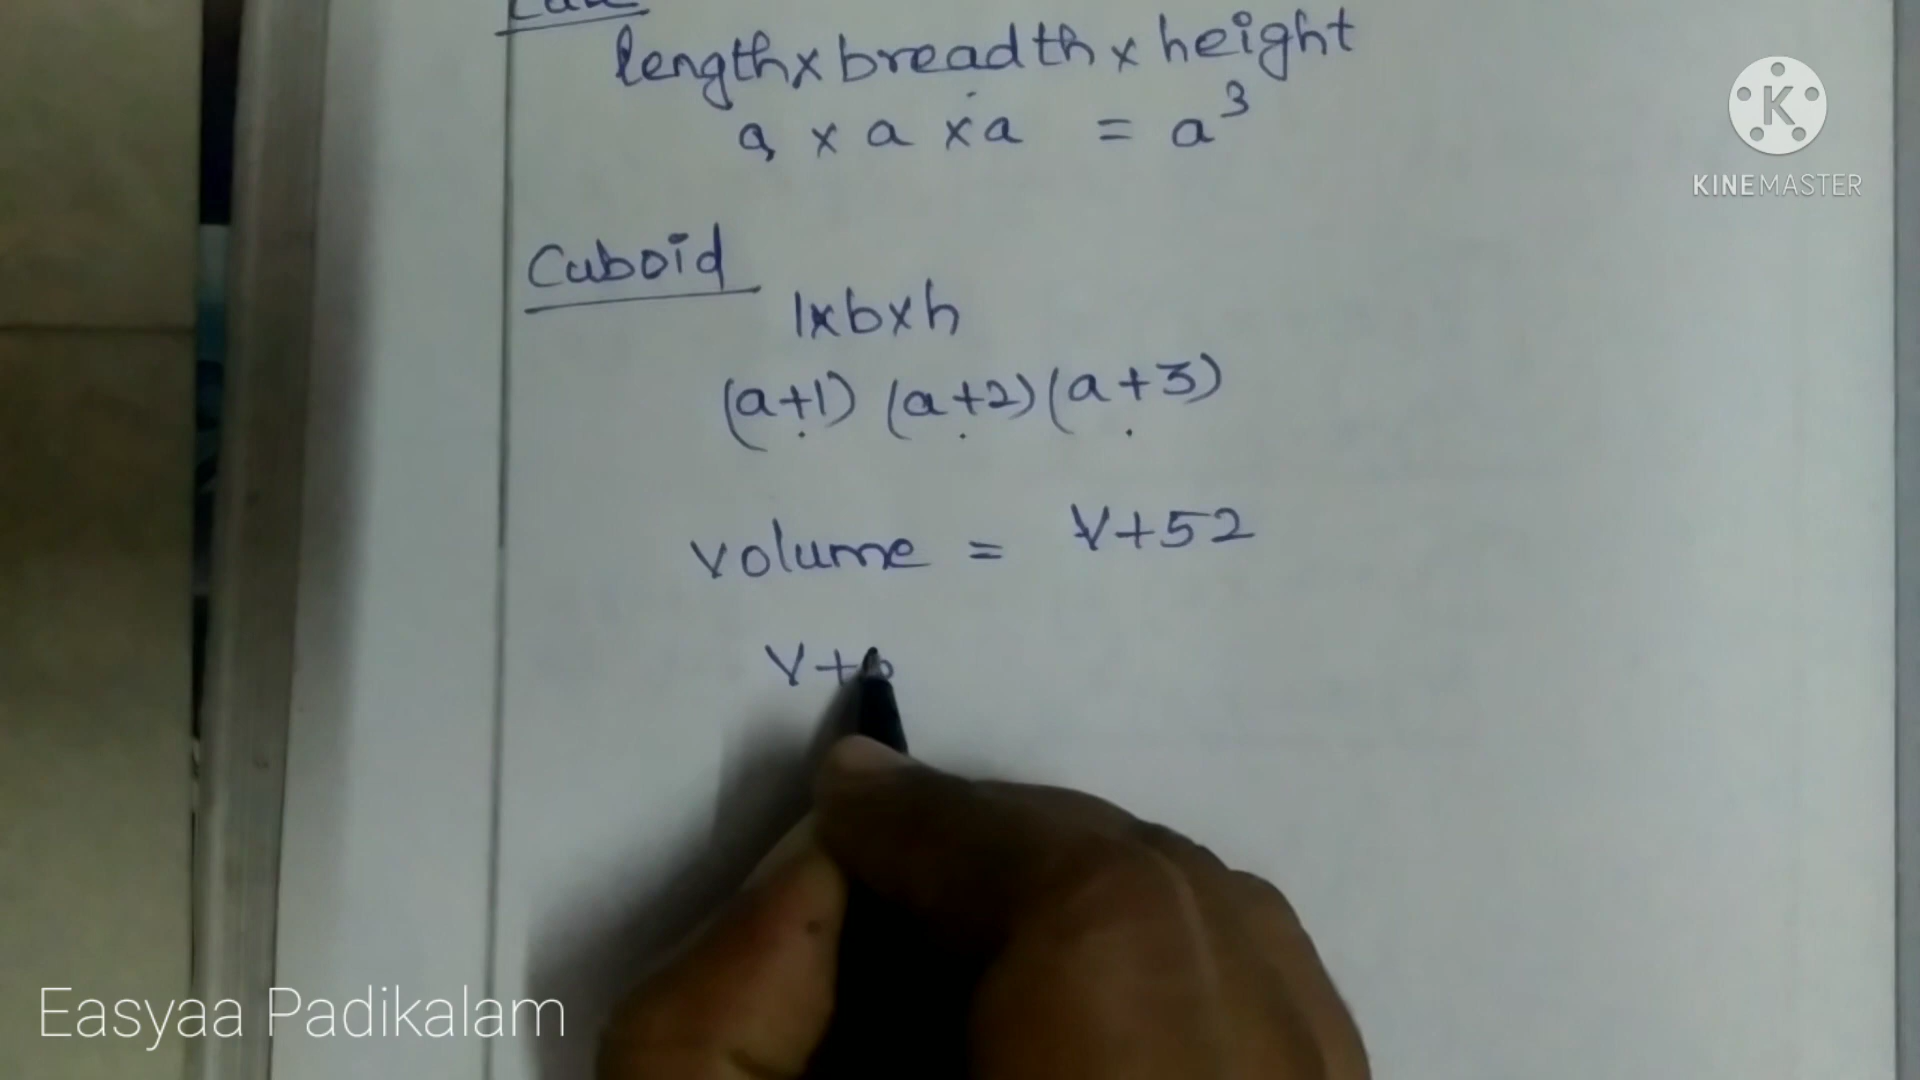 length x breadth x height
a x a x a = a³
Cuboid
l x b x h
(a+1) (a+2) (a+3)
volume = V+52
V+
KINEMASTER
Easyaa Padikalam